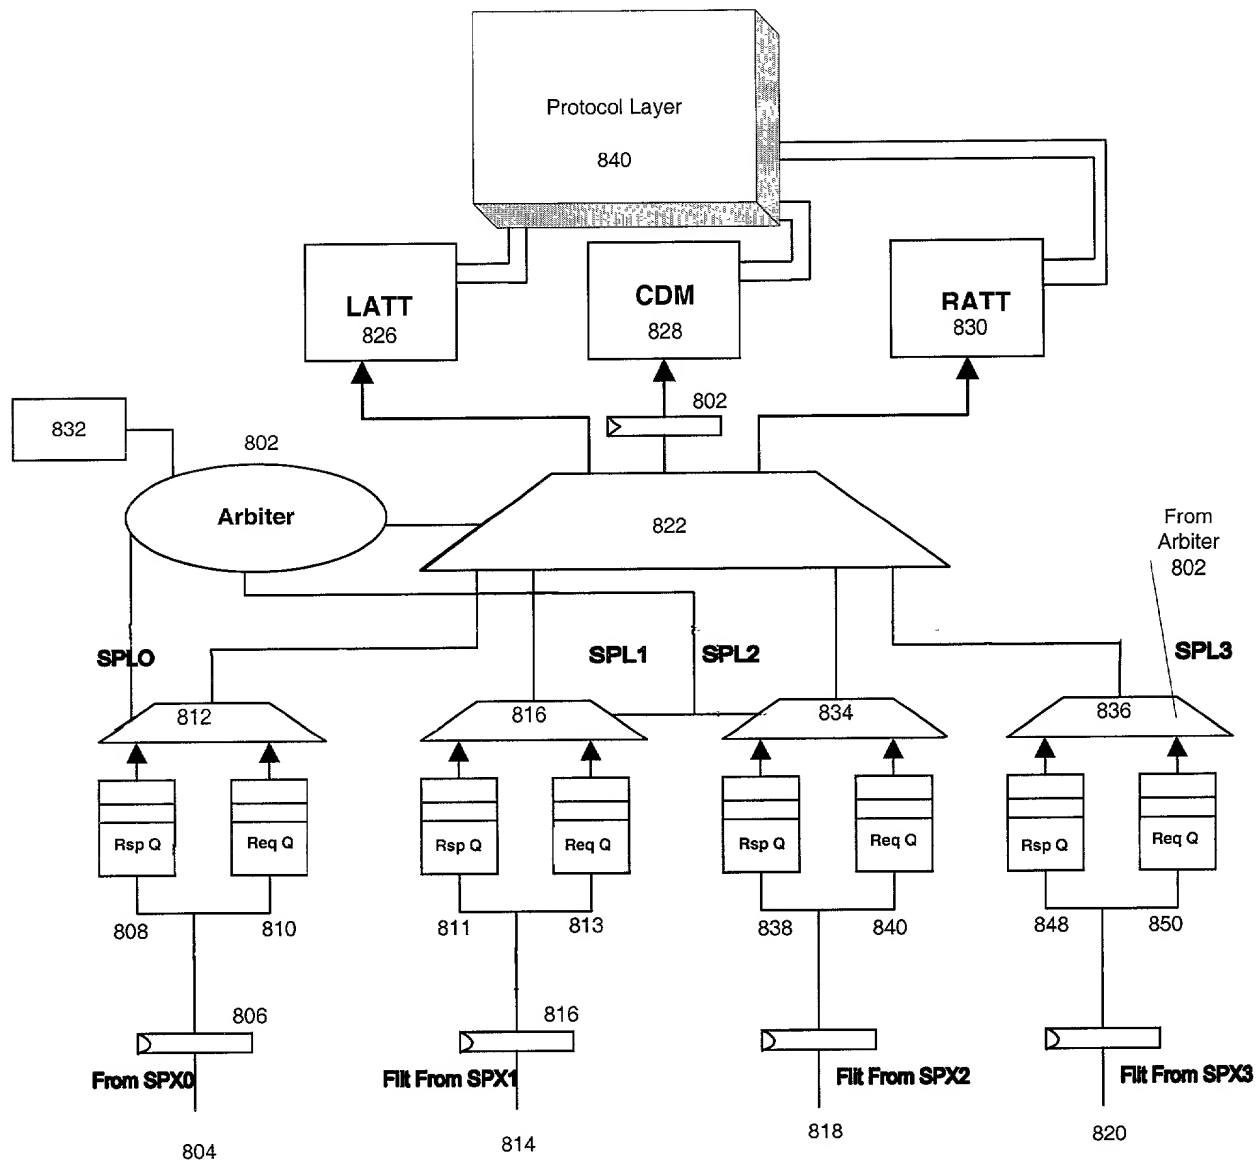 Protocol Layer
840
LATT
826
CDM
828
RATT
830
802
832
802
Arbiter
822
From
Arbiter
802
SPL0
SPL1
SPL2
SPL3
812
816
834
836
Rsp Q
Req Q
Rsp Q
Req Q
Rsp Q
Req Q
Rsp Q
Req Q
808
810
811
813
838
840
848
850
806
816
From SPX0
Flit From SPX1
Flit From SPX2
Flit From SPX3
804
814
818
820